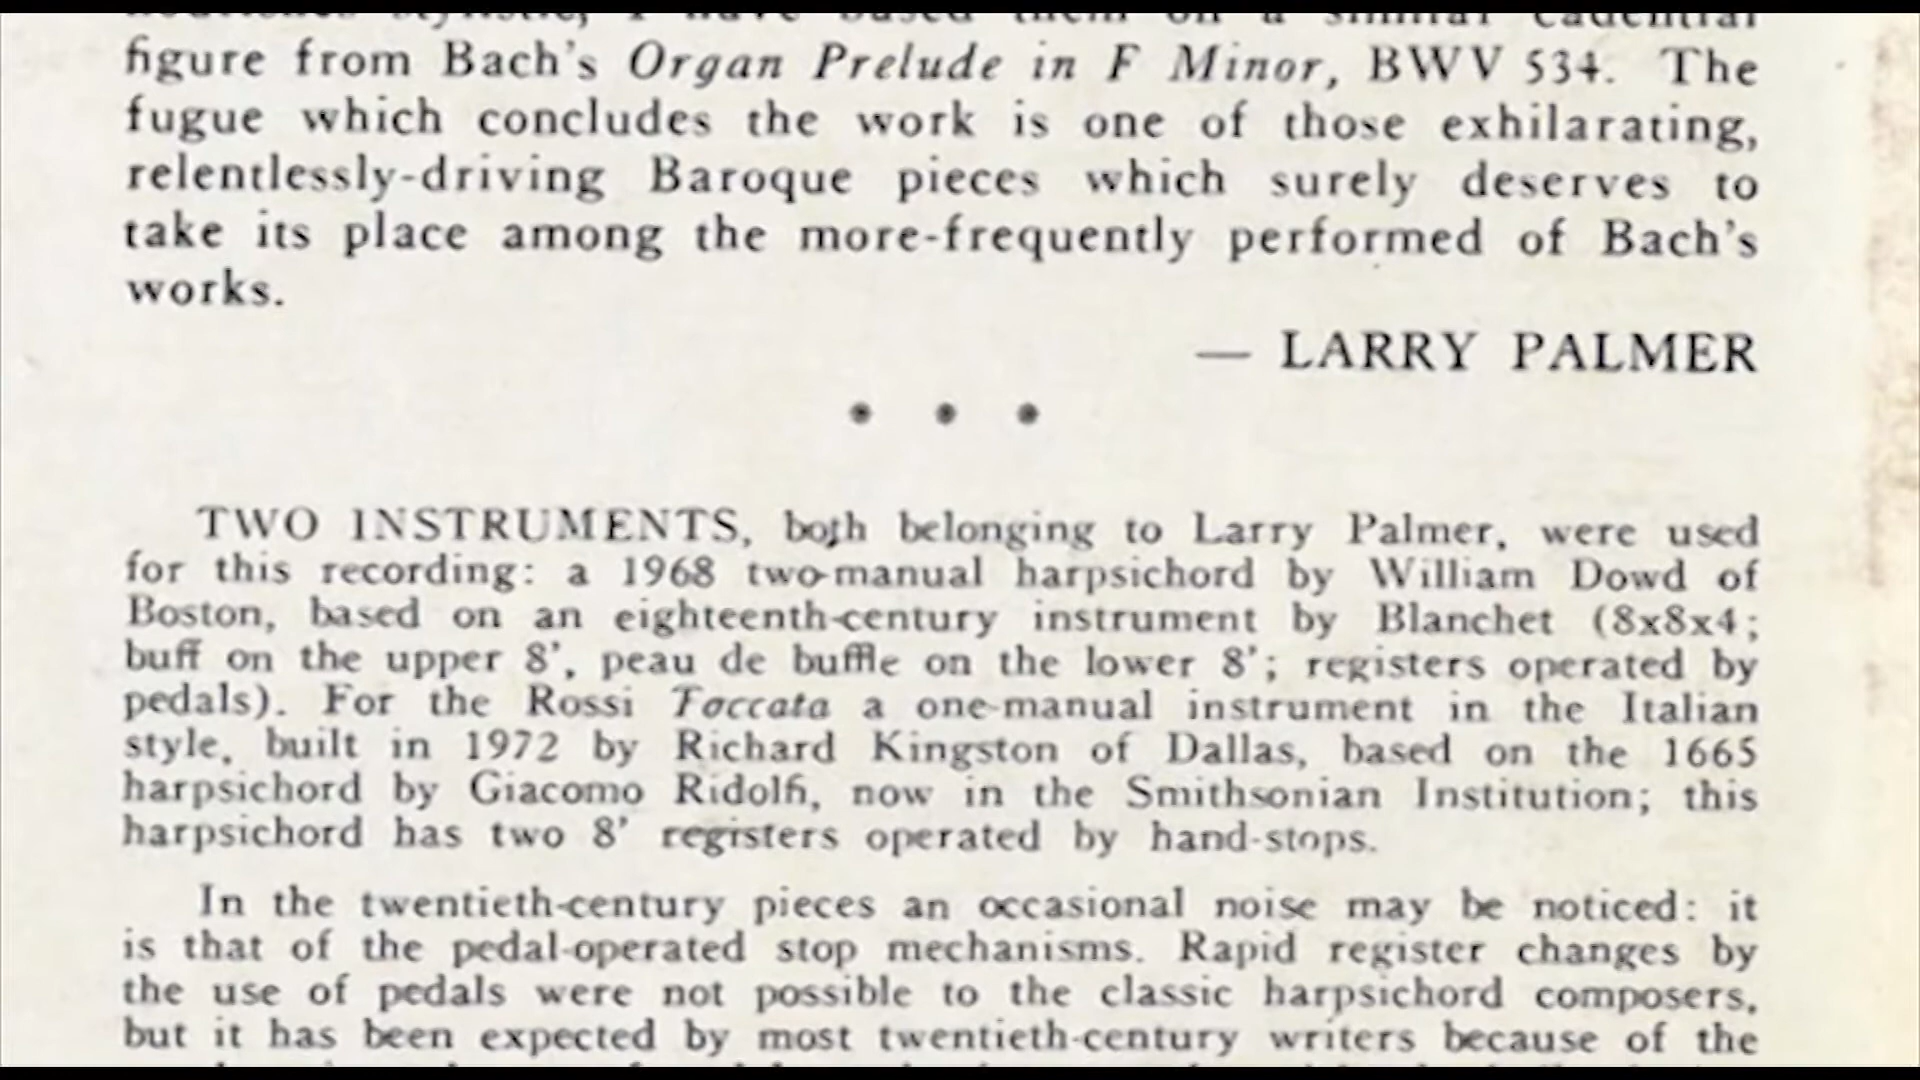 figure from Bach's Organ Prelude in F Minor, BWV 534. The
fugue which concludes the work is one of those exhilarating,
relentlessly-driving Baroque pieces which surely deserves to
take its place among the more-frequently performed of Bach's
works.
— LARRY PALMER
• • •
TWO INSTRUMENTS, both belonging to Larry Palmer, were used
for this recording: a 1968 two-manual harpsichord by William Dowd of
Boston, based on an eighteenth-century instrument by Blanchet (8x8x4;
buff on the upper 8', peau de buffle on the lower 8'; registers operated by
pedals). For the Rossi Toccata a one-manual instrument in the Italian
style, built in 1972 by Richard Kingston of Dallas, based on the 1665
harpsichord by Giacomo Ridolfi, now in the Smithsonian Institution; this
harpsichord has two 8' registers operated by hand-stops.
In the twentieth-century pieces an occasional noise may be noticed: it
is that of the pedal-operated stop mechanisms. Rapid register changes by
the use of pedals were not possible to the classic harpsichord composers,
but it has been expected by most twentieth-century writers because of the